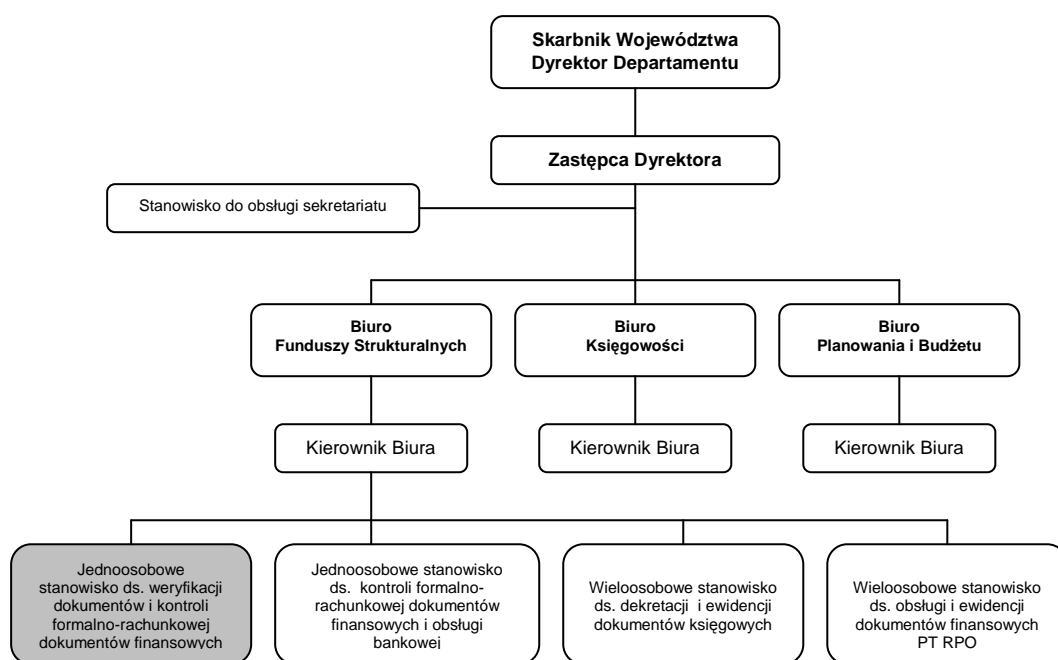 Skarbnik Województwa
Dyrektor Departamentu
Zastępca Dyrektora
Stanowisko do obsługi sekretariatu
Biuro
Funduszy Strukturalnych
Biuro
Księgowości
Biuro
Planowania i Budżetu
Kierownik Biura
Kierownik Biura
Kierownik Biura
Jednoosobowe
stanowisko ds. weryfikacji
dokumentów i kontroli
formalno-rachunkowej
dokumentów finansowych
Jednoosobowe stanowisko
ds. kontroli formalno-
rachunkowej dokumentów
finansowych i obsługi
bankowej
Wieloosobowe stanowisko
ds. dekretacji i ewidencji
dokumentów księgowych
Wieloosobowe stanowisko
ds. obsługi i ewidencji
dokumentów finansowych
PT RPO